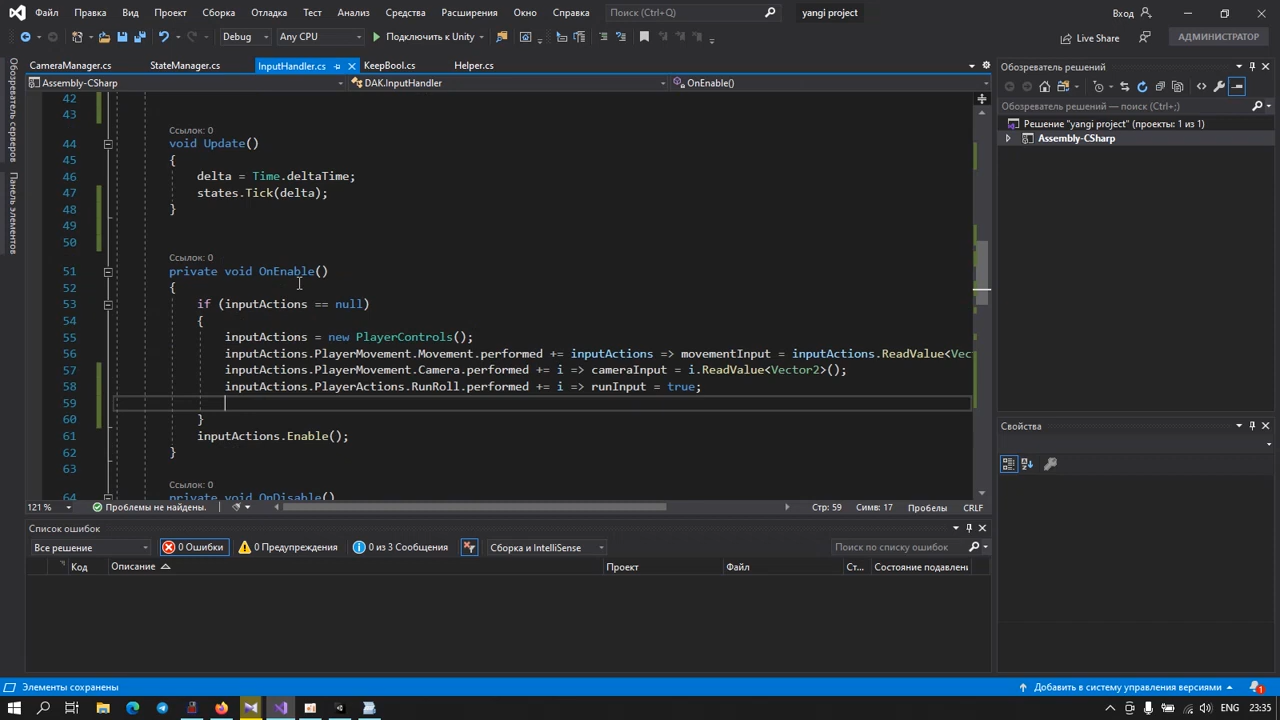 Файл Правка Вид Проект Сборка Отладка Тест Анализ Средства Расширения Окно Справка Поиск (Ctrl+Q) yangi project Вход
Debug Any CPU Подключить к Unity Live Share АДМИНИСТРАТОР
CameraManager.cs StateManager.cs InputHandler.cs KeepBool.cs Helper.cs
Assembly-CSharp DAK.InputHandler OnEnable()
Обозреватель серверов
Панель элементов
42
43
Ссылок: 0
44 void Update()
45 {
46 delta = Time.deltaTime;
47 states.Tick(delta);
48 }
49
50
Ссылок: 0
51 private void OnEnable()
52 {
53 if (inputActions == null)
54 {
55 inputActions = new PlayerControls();
56 inputActions.PlayerMovement.Movement.performed += inputActions => movementInput = inputActions.ReadValue<Vec
57 inputActions.PlayerMovement.Camera.performed += i => cameraInput = i.ReadValue<Vector2>();
58 inputActions.PlayerActions.RunRoll.performed += i => runInput = true;
59
60 }
61 inputActions.Enable();
62 }
63
Ссылок: 0
64 private void OnDisable()
121 % Проблемы не найдены. Стр: 59 Симв: 17 Пробелы CRLF
Список ошибок
Все решение 0 Ошибки 0 Предупреждения 0 из 3 Сообщения Сборка и IntelliSense Поиск по списку ошибок
Код Описание Проект Файл Ст... Состояние подавлен
Обозреватель решений
Обозреватель решений — поиск (Ctrl+;)
Решение "yangi project" (проекты: 1 из 1)
Assembly-CSharp
Свойства
Элементы сохранены Добавить в систему управления версиями 1
ENG 23:35